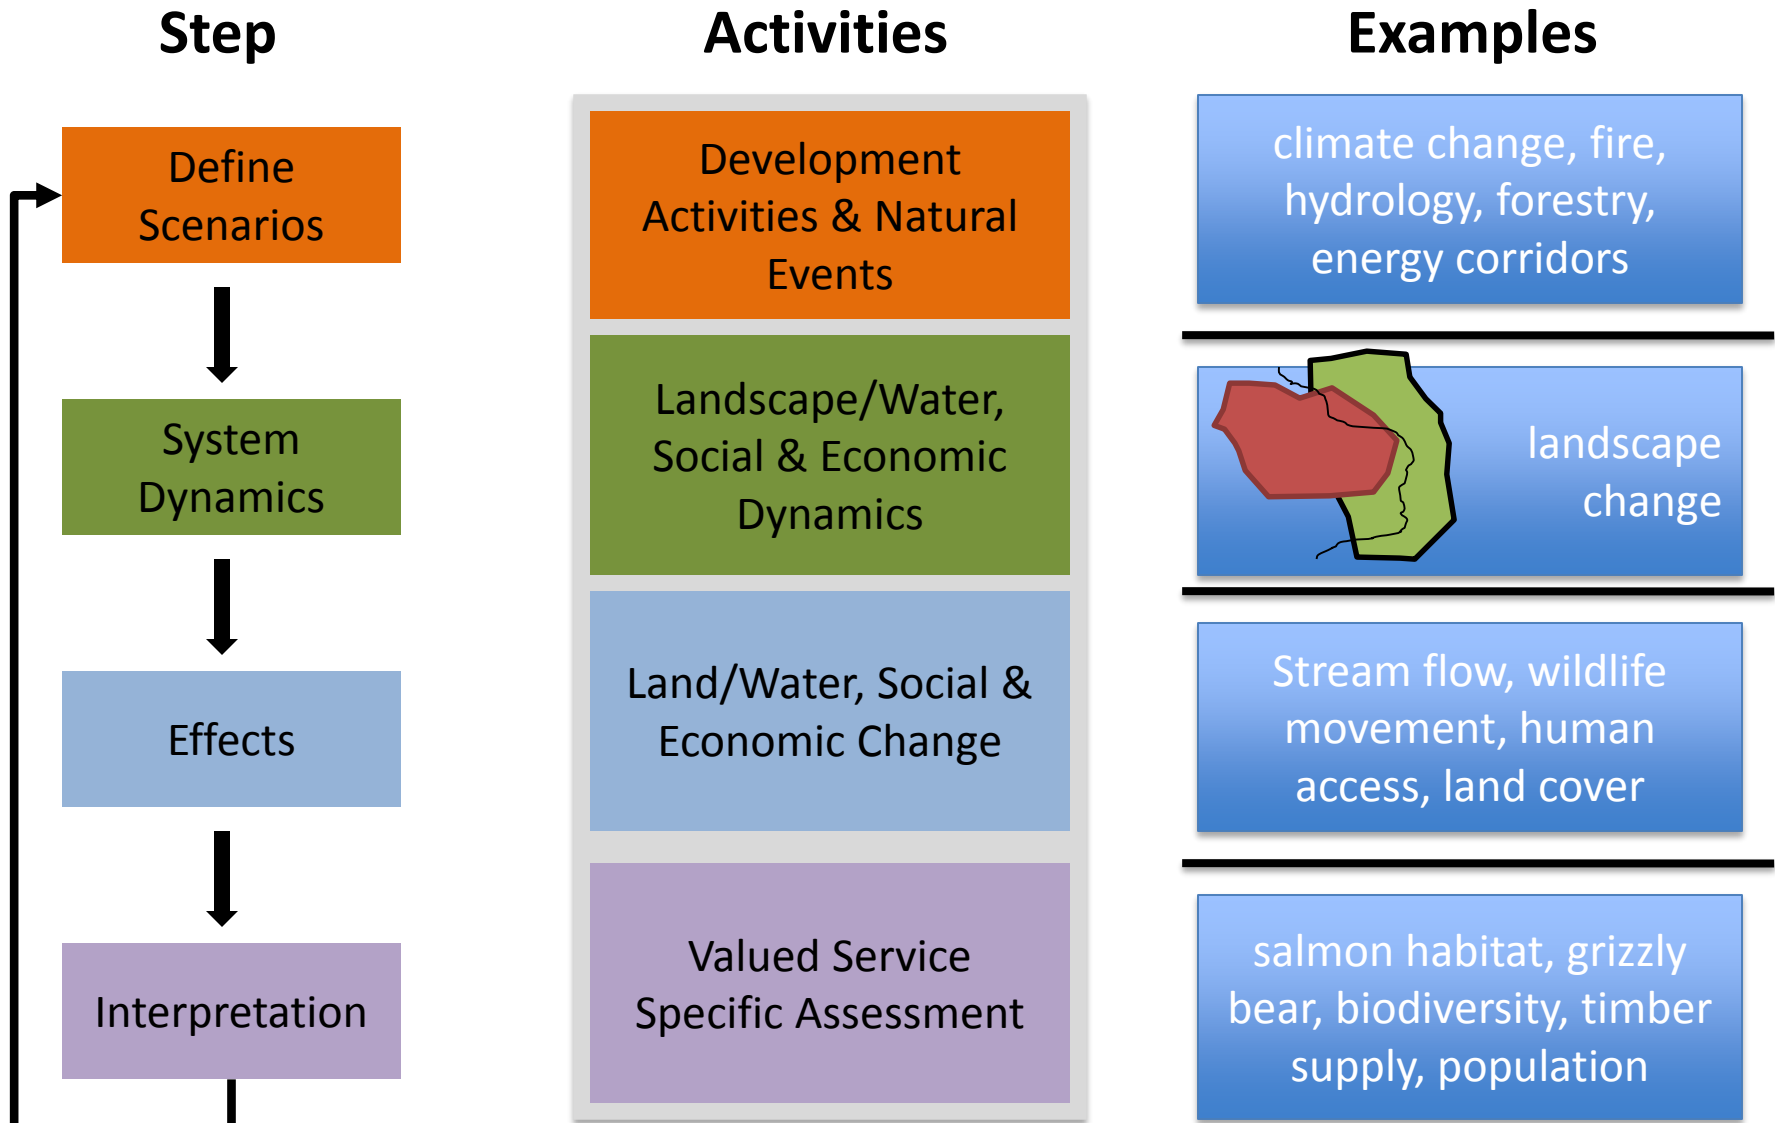 Step
Activities
Examples
Define
Scenarios
Development
Activities & Natural
Events
climate change, fire,
hydrology, forestry,
energy corridors
System
Dynamics
Landscape/Water,
Social & Economic
Dynamics
landscape
change
Effects
Land/Water, Social &
Economic Change
Stream flow, wildlife
movement, human
access, land cover
Interpretation
Valued Service
Specific Assessment
salmon habitat, grizzly
bear, biodiversity, timber
supply, population